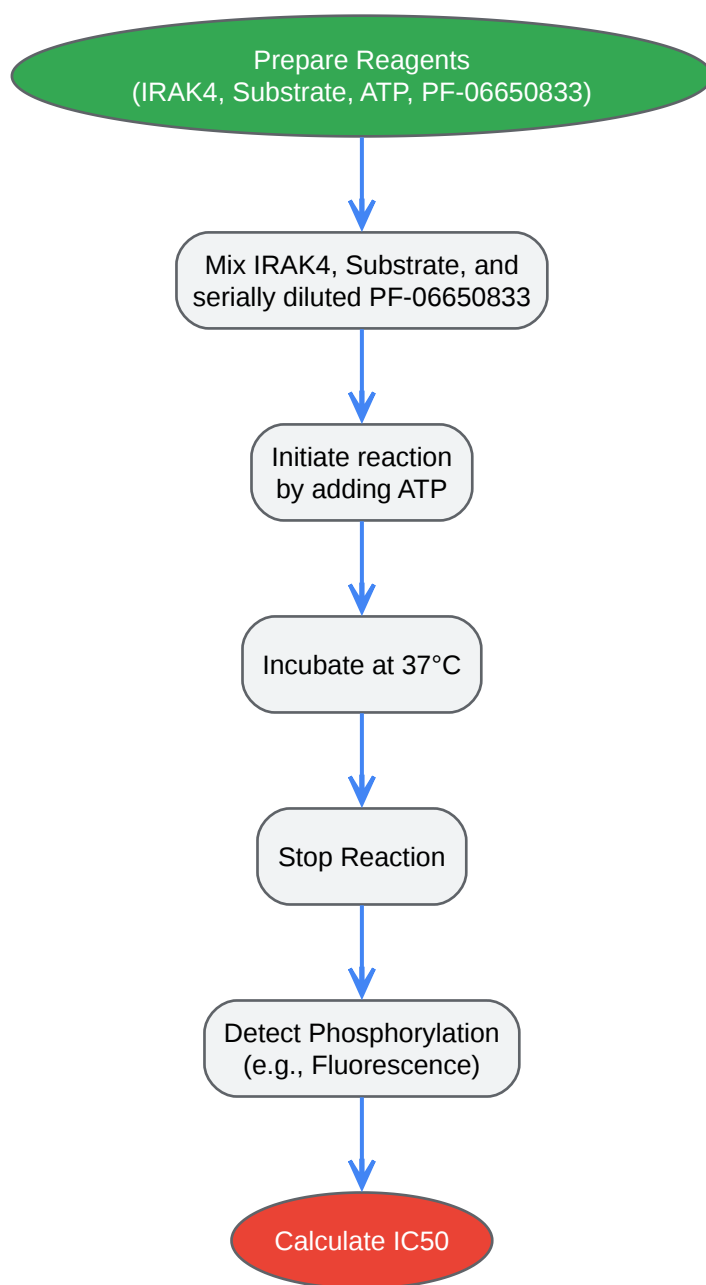 Prepare Reagents
(IRAK4, Substrate, ATP, PF-06650833)
Mix IRAK4, Substrate, and
serially diluted PF-06650833
Initiate reaction
by adding ATP
Incubate at 37°C
Stop Reaction
Detect Phosphorylation
(e.g., Fluorescence)
Calculate IC50